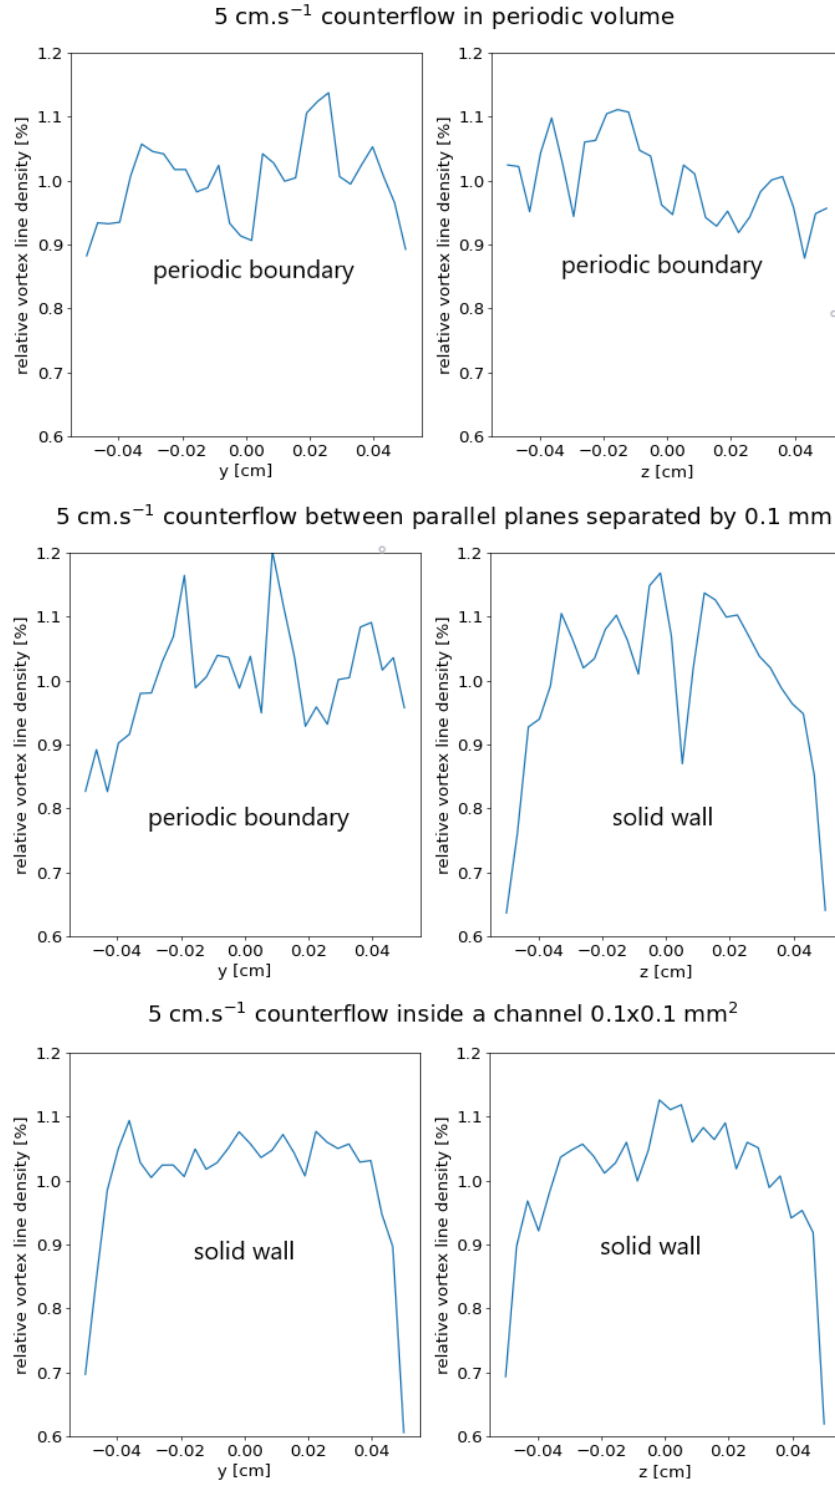 5 cm.s⁻¹ counterflow in periodic volume
relative vortex line density [%]
1.2
1.1
1.0
0.9
0.8
0.7
0.6
periodic boundary
−0.04 −0.02 0.00 0.02 0.04
y [cm]
relative vortex line density [%]
1.2
1.1
1.0
0.9
0.8
0.7
0.6
periodic boundary
−0.04 −0.02 0.00 0.02 0.04
z [cm]
5 cm.s⁻¹ counterflow between parallel planes separated by 0.1 mm
relative vortex line density [%]
1.2
1.1
1.0
0.9
0.8
0.7
0.6
periodic boundary
−0.04 −0.02 0.00 0.02 0.04
y [cm]
relative vortex line density [%]
1.2
1.1
1.0
0.9
0.8
0.7
0.6
solid wall
−0.04 −0.02 0.00 0.02 0.04
z [cm]
5 cm.s⁻¹ counterflow inside a channel 0.1x0.1 mm²
relative vortex line density [%]
1.2
1.1
1.0
0.9
0.8
0.7
0.6
solid wall
−0.04 −0.02 0.00 0.02 0.04
y [cm]
relative vortex line density [%]
1.2
1.1
1.0
0.9
0.8
0.7
0.6
solid wall
−0.04 −0.02 0.00 0.02 0.04
z [cm]